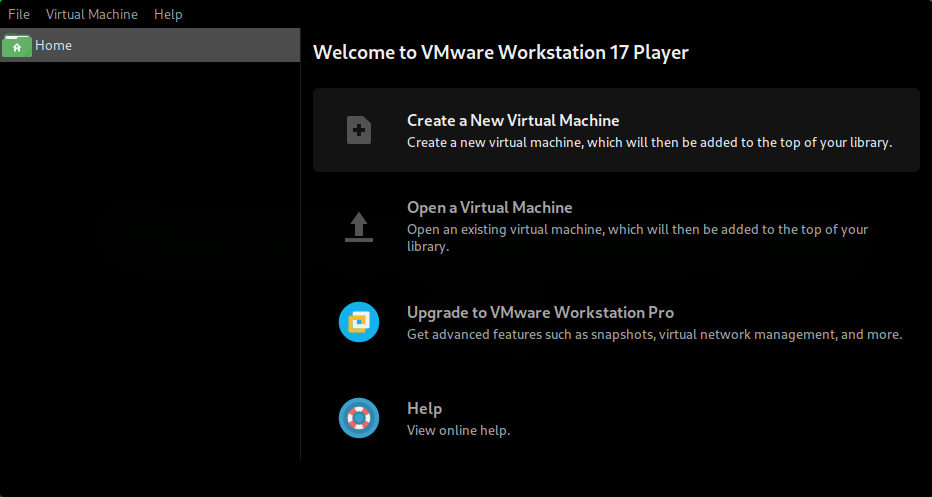 File Virtual Machine Help
Home
Welcome to VMware Workstation 17 Player
Create a New Virtual Machine
Create a new virtual machine, which will then be added to the top of your library.
Open a Virtual Machine
Open an existing virtual machine, which will then be added to the top of your
library.
Upgrade to VMware Workstation Pro
Get advanced features such as snapshots, virtual network management, and more.
Help
View online help.